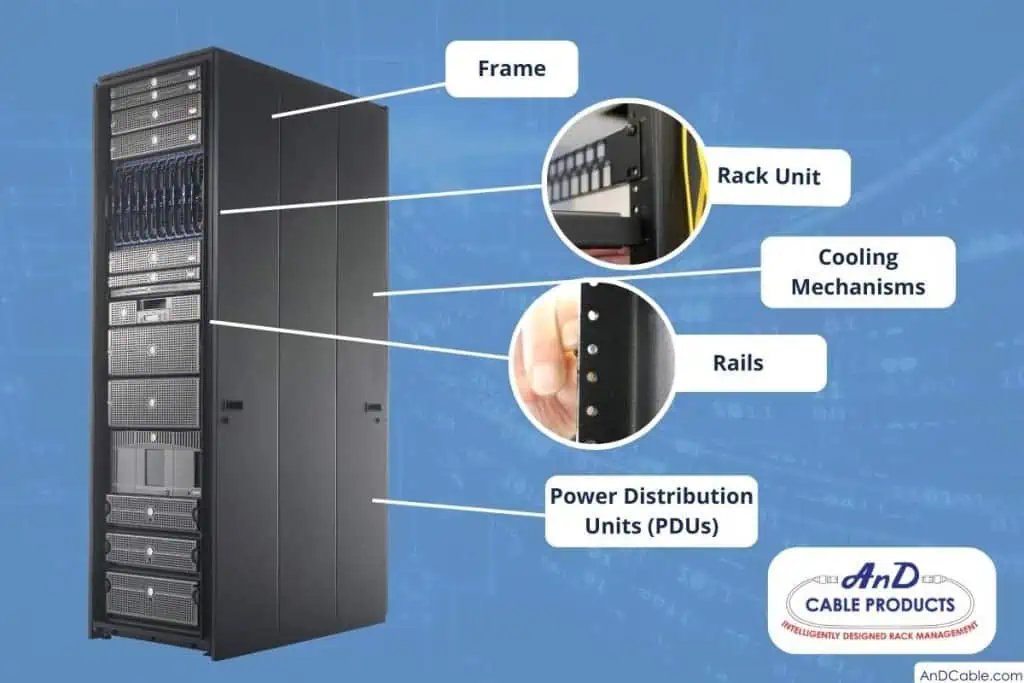 Frame
Rack Unit
Cooling
Mechanisms
Rails
Power Distribution
Units (PDUs)
AnD
CABLE PRODUCTS
INTELLIGENTLY DESIGNED RACK MANAGEMENT
AnDCable.com